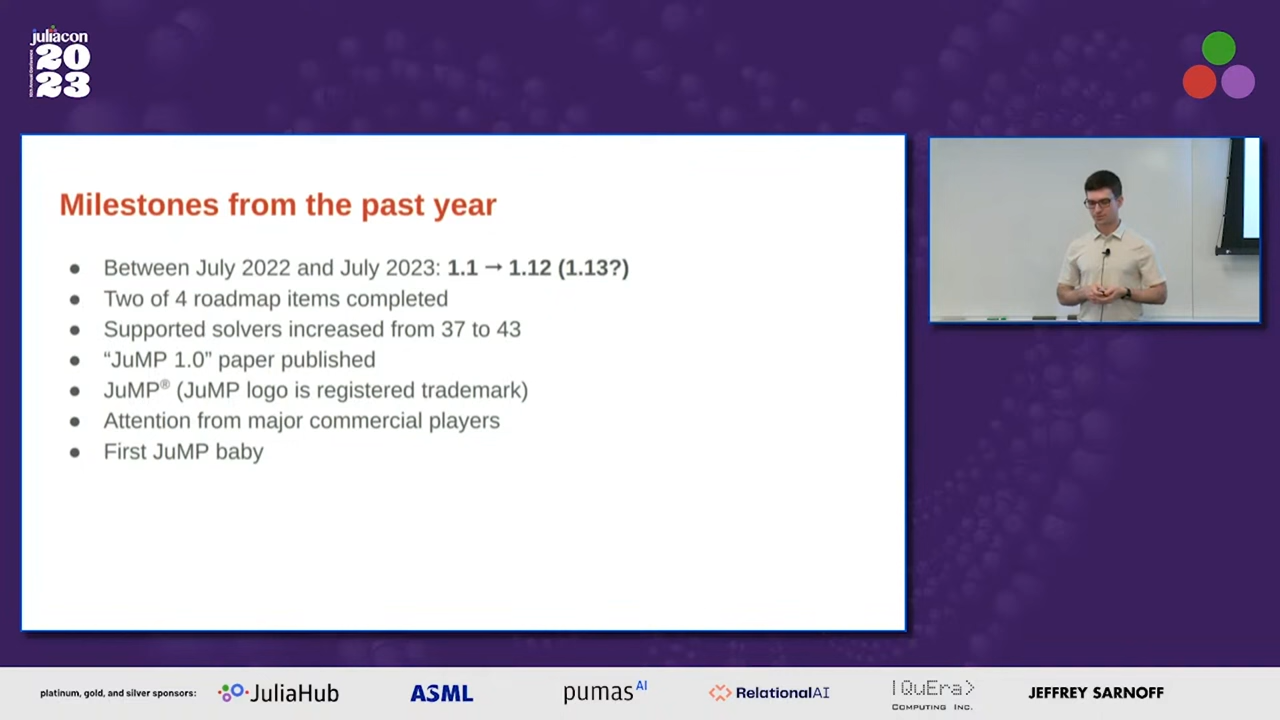 juliacon
20
23
Milestones from the past year
● Between July 2022 and July 2023: 1.1 → 1.12 (1.13?)
● Two of 4 roadmap items completed
● Supported solvers increased from 37 to 43
● “JuMP 1.0” paper published
● JuMP® (JuMP logo is registered trademark)
● Attention from major commercial players
● First JuMP baby
platinum, gold, and silver sponsors:
JuliaHub
ASML
pumasAI
RelationalAI
|QuEra>
COMPUTING INC.
JEFFREY SARNOFF